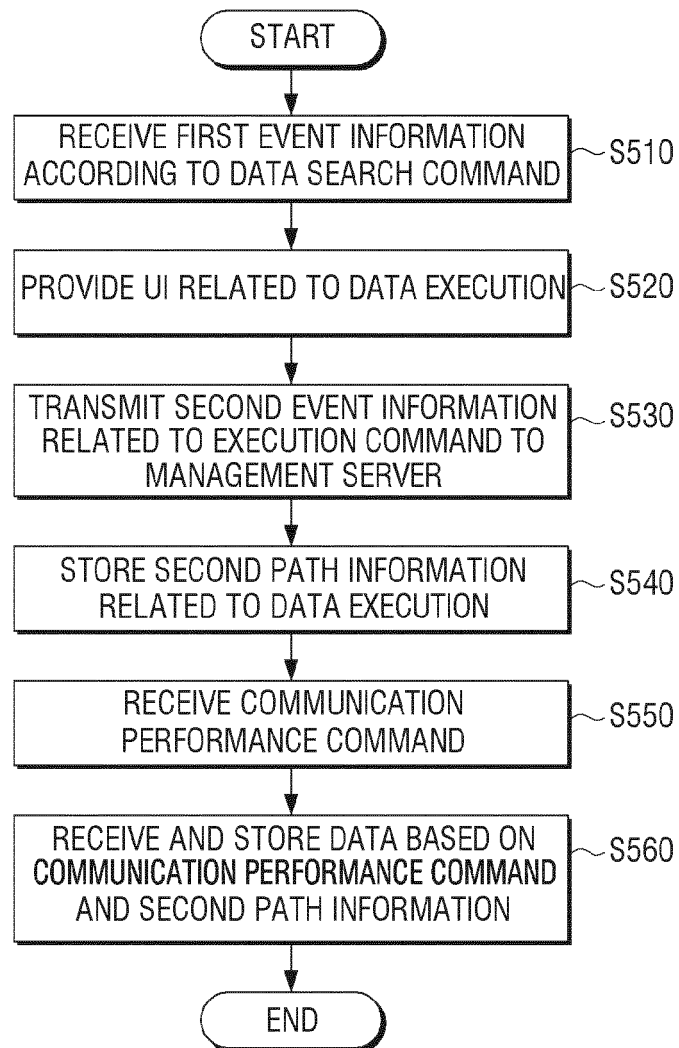 START
RECEIVE FIRST EVENT INFORMATION
ACCORDING TO DATA SEARCH COMMAND
S510
PROVIDE UI RELATED TO DATA EXECUTION
S520
TRANSMIT SECOND EVENT INFORMATION
RELATED TO EXECUTION COMMAND TO
MANAGEMENT SERVER
S530
STORE SECOND PATH INFORMATION
RELATED TO DATA EXECUTION
S540
RECEIVE COMMUNICATION
PERFORMANCE COMMAND
S550
RECEIVE AND STORE DATA BASED ON
COMMUNICATION PERFORMANCE COMMAND
AND SECOND PATH INFORMATION
S560
END